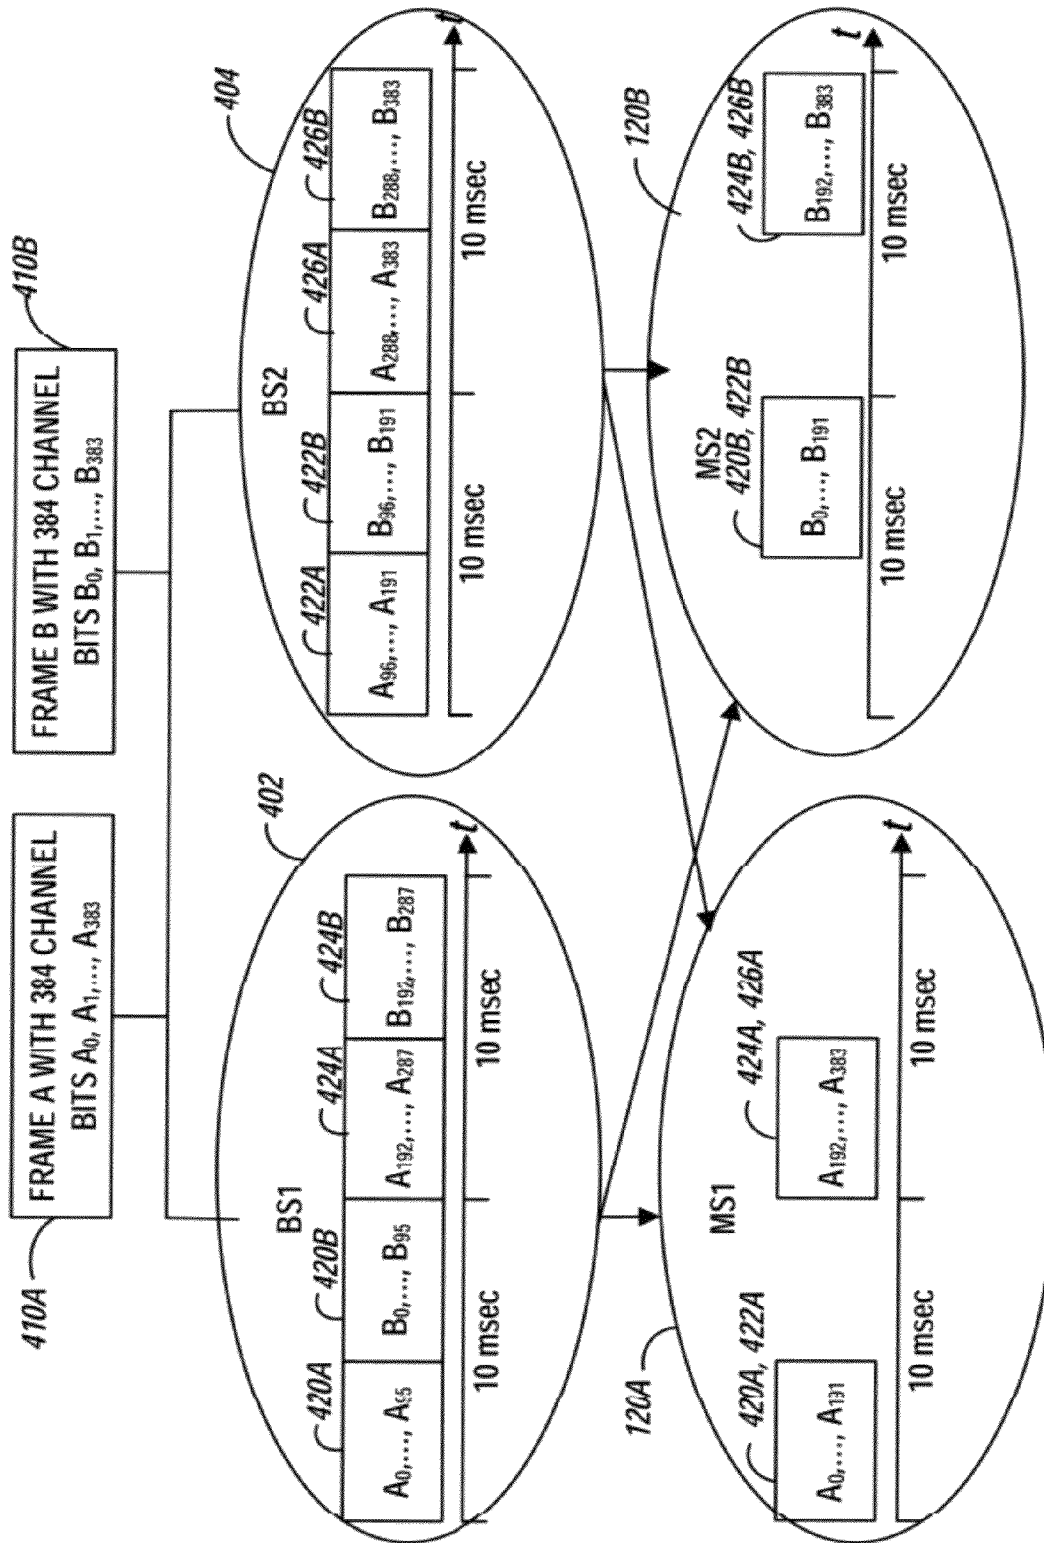 FRAME A WITH 384 CHANNEL
BITS A0, A1,..., A383
410A
FRAME B WITH 384 CHANNEL
BITS B0, B1,..., B383
410B
402
BS1
420A
420B
424A
424B
A0,..., A95
B0,..., B95
A192,..., A287
B192,..., B287
t
10 msec
10 msec
404
BS2
422A
422B
426A
426B
A96,..., A191
B96,..., B191
A288,..., A383
B288,..., B383
t
10 msec
10 msec
120A
MS1
420A, 422A
424A, 426A
A0,..., A191
A192,..., A383
t
10 msec
10 msec
120B
MS2
420B, 422B
424B, 426B
B0,..., B191
B192,..., B383
t
10 msec
10 msec